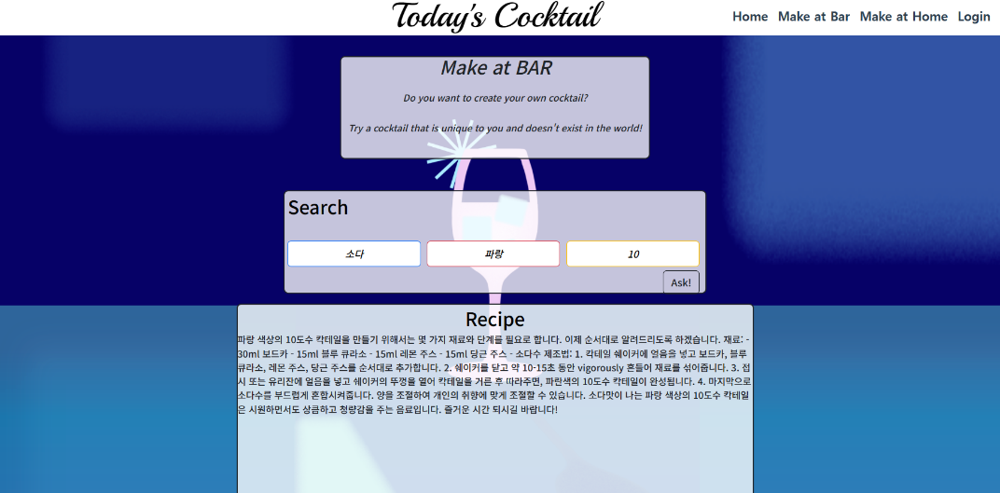 Today's Cocktail
Home Make at Bar Make at Home Login
Make at BAR
Do you want to create your own cocktail?
Try a cocktail that is unique to you and doesn't exist in the world!
Search
소다 파랑 10
Ask!
Recipe
파랑 색상의 10도수 칵테일을 만들기 위해서는 몇 가지 재료와 단계를 필요로 합니다. 이제 순서대로 알려드리도록 하겠습니다. 재료: -
30ml 보드카 - 15ml 블루 큐라소 - 15ml 레몬 주스 - 15ml 당근 주스 - 소다수 제조법: 1. 칵테일 쉐이커에 얼음을 넣고 보드카, 블루
큐라소, 레몬 주스, 당근 주스를 순서대로 추가합니다. 2. 쉐이커를 닫고 약 10-15초 동안 vigorously 흔들어 재료를 섞어줍니다. 3. 접
시 또는 유리잔에 얼음을 넣고 쉐이커의 뚜껑을 열어 칵테일을 거른 후 따라주면, 파란색의 10도수 칵테일이 완성됩니다. 4. 마지막으로
소다수를 부드럽게 혼합시켜줍니다. 양을 조절하여 개인의 취향에 맞게 조절할 수 있습니다. 소다맛이 나는 파랑 색상의 10도수 칵테일
은 시원하면서도 상큼하고 청량감을 주는 음료입니다. 즐거운 시간 되시길 바랍니다!